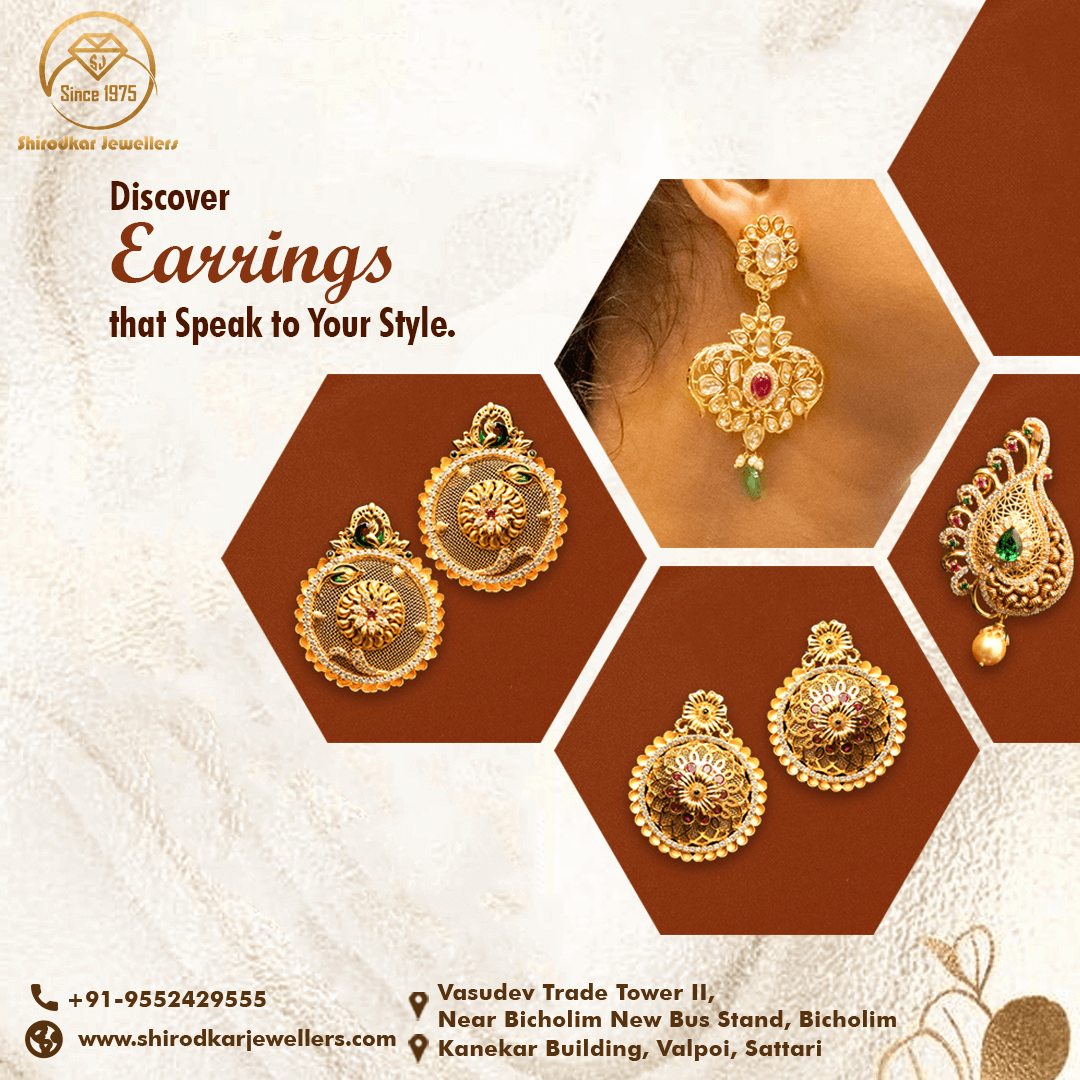 SJ
Since 1975
Shirodkar Jewellers
Discover
Earrings
that Speak to Your Style.
+91-9552429555
www.shirodkarjewellers.com
Vasudev Trade Tower II,
Near Bicholim New Bus Stand, Bicholim
Kanekar Building, Valpoi, Sattari